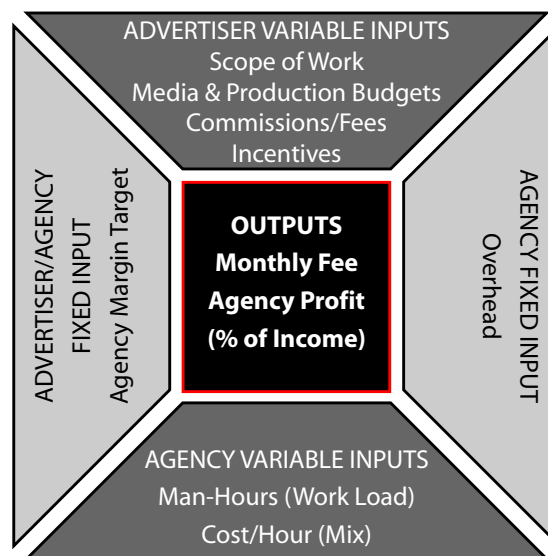 ADVERTISER VARIABLE INPUTS
Scope of Work
Media & Production Budgets
Commissions/Fees
Incentives
ADVERTISER/AGENCY
FIXED INPUT
Agency Margin Target
OUTPUTS
Monthly Fee
Agency Profit
(% of Income)
AGENCY FIXED INPUT
Overhead
AGENCY VARIABLE INPUTS
Man-Hours (Work Load)
Cost/Hour (Mix)